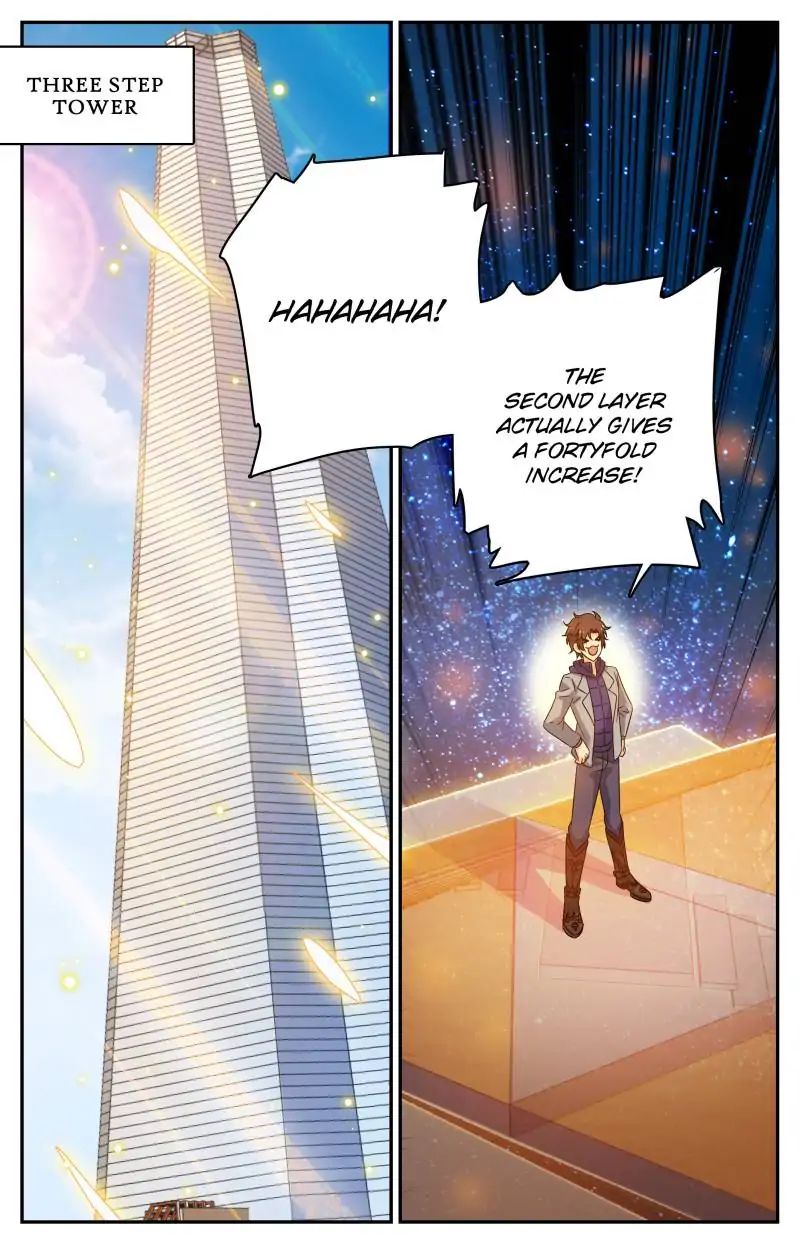 THREE STEP
TOWER
HAHAHAHA!
THE
SECOND LAYER
ACTUALLY GIVES
A FORTYFOLD
INCREASE!